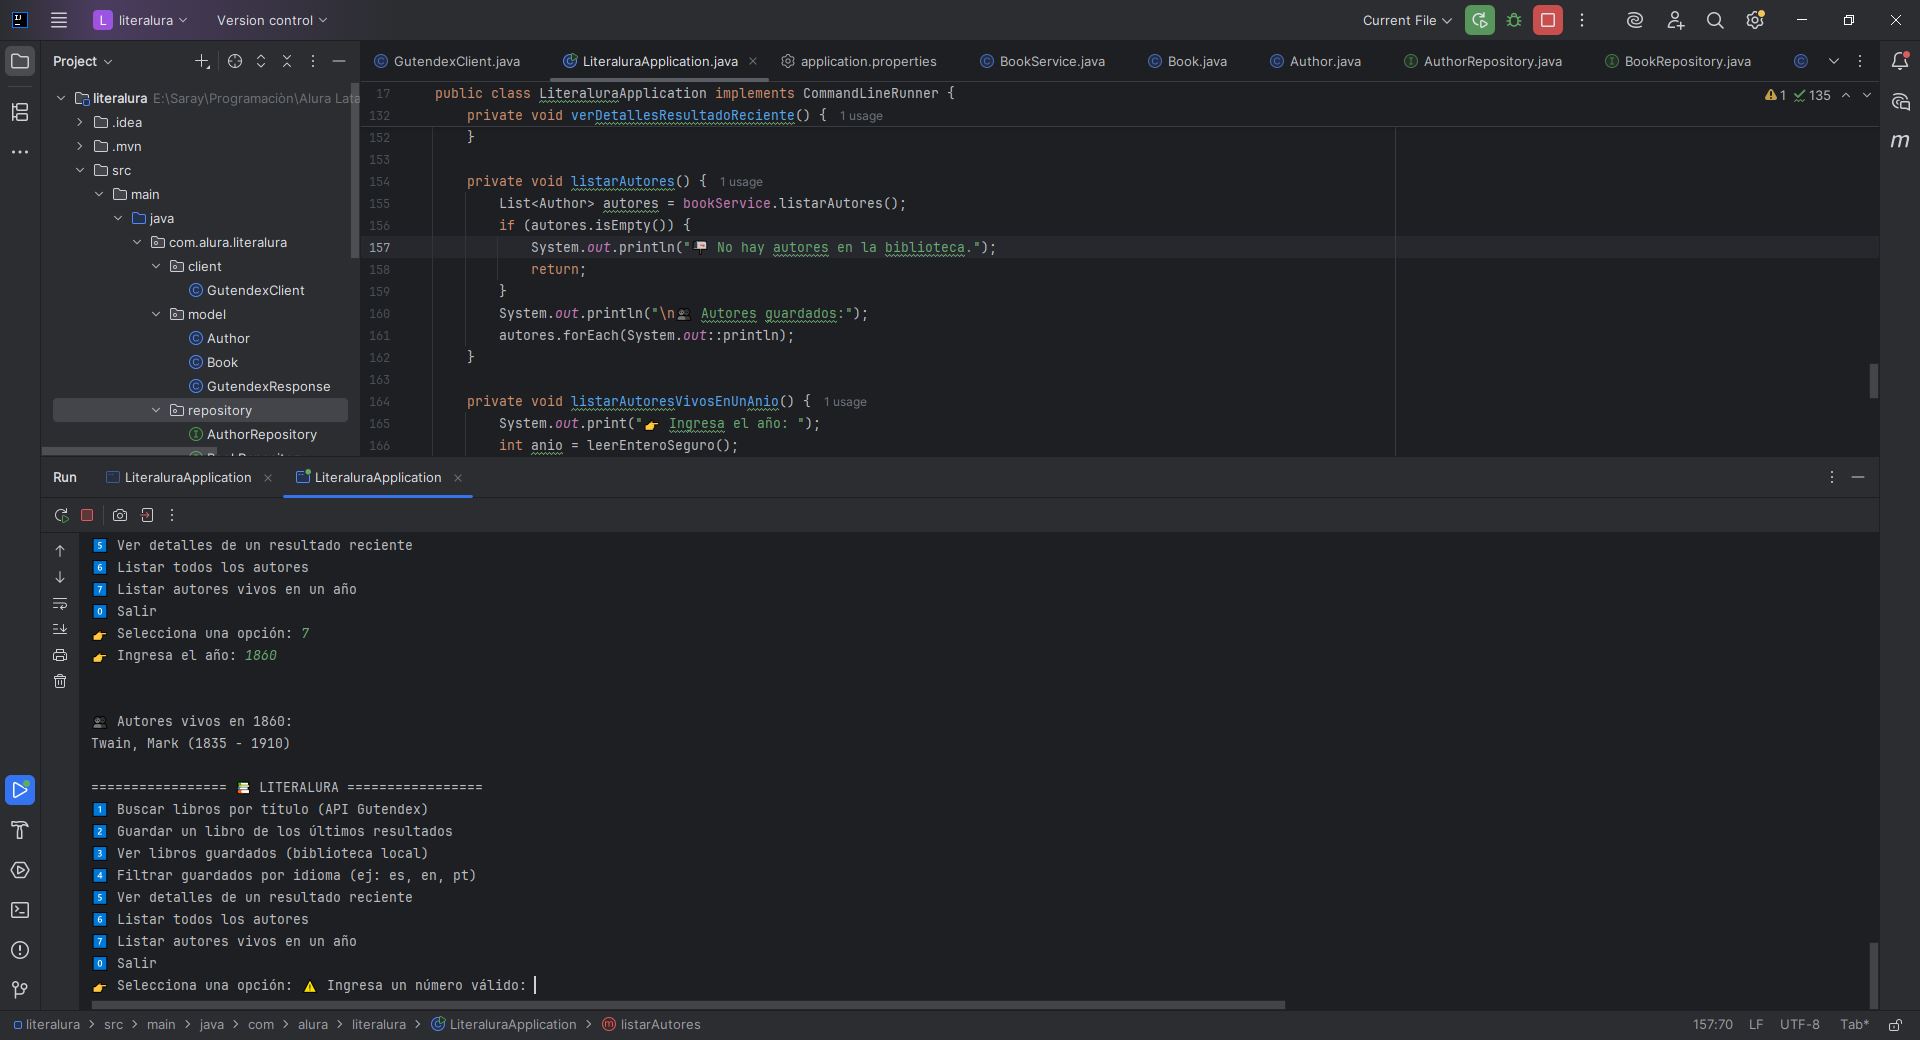 L literalura Version control Current File
Project
GutendexClient.java LiteraluraApplication.java application.properties BookService.java Book.java Author.java AuthorRepository.java BookRepository.java
literalura E:\Saray\Programaciòn\Alura Lata
.idea
.mvn
src
main
java
com.alura.literalura
client
GutendexClient
model
Author
Book
GutendexResponse
repository
AuthorRepository
17 public class LiteraluraApplication implements CommandLineRunner {
132 private void verDetallesResultadoReciente() { 1 usage
152 }
153
154 private void listarAutores() { 1 usage
155 List<Author> autores = bookService.listarAutores();
156 if (autores.isEmpty()) {
157 System.out.println("📭 No hay autores en la biblioteca.");
158 return;
159 }
160 System.out.println("\n👥 Autores guardados:");
161 autores.forEach(System.out::println);
162 }
163
164 private void listarAutoresVivosEnUnAnio() { 1 usage
165 System.out.print("👉 Ingresa el año: ");
166 int anio = leerEnteroSeguro();
1 135
Run LiteraluraApplication LiteraluraApplication
5 Ver detalles de un resultado reciente
6 Listar todos los autores
7 Listar autores vivos en un año
0 Salir
👉 Selecciona una opción: 7
👉 Ingresa el año: 1860
👥 Autores vivos en 1860:
Twain, Mark (1835 - 1910)
================= 📚 LITERALURA =================
1 Buscar libros por título (API Gutendex)
2 Guardar un libro de los últimos resultados
3 Ver libros guardados (biblioteca local)
4 Filtrar guardados por idioma (ej: es, en, pt)
5 Ver detalles de un resultado reciente
6 Listar todos los autores
7 Listar autores vivos en un año
0 Salir
👉 Selecciona una opción: ⚠ Ingresa un número válido:
literalura > src > main > java > com > alura > literalura > LiteraluraApplication > listarAutores 157:70 LF UTF-8 Tab*